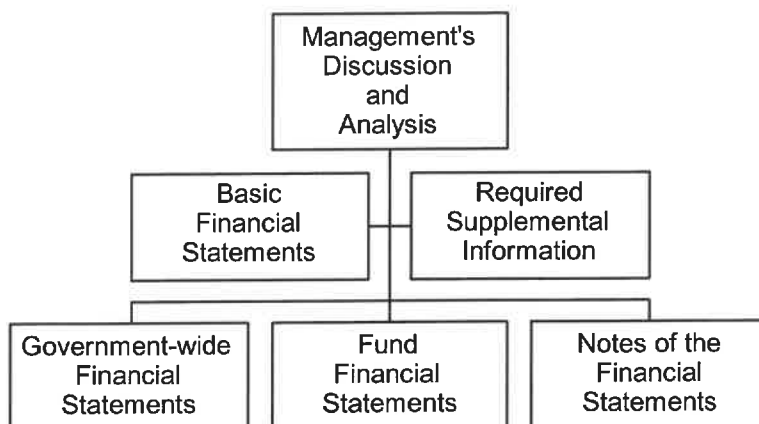 Management's
Discussion
and
Analysis
Basic
Financial
Statements
Required
Supplemental
Information
Government-wide
Financial
Statements
Fund
Financial
Statements
Notes of the
Financial
Statements